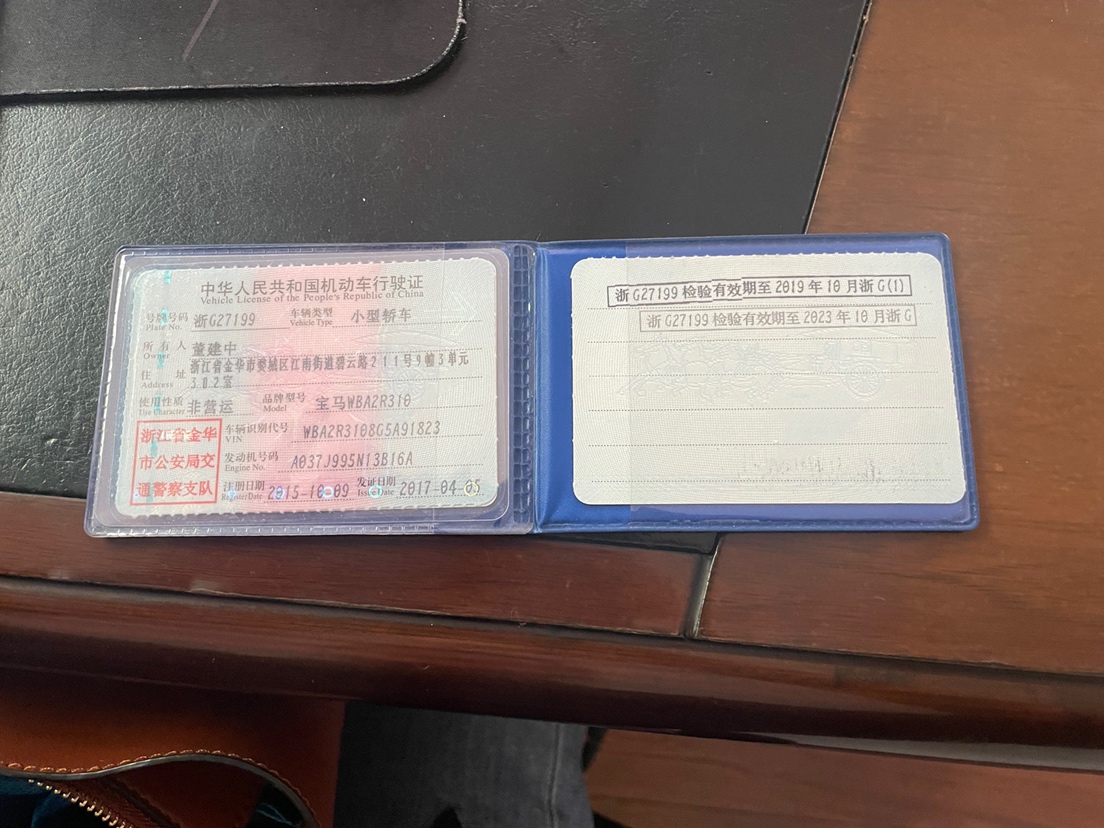 中华人民共和国机动车行驶证
Vehicle License of the People's Republic of China
号牌号码 浙G27199 车辆类型 小型轿车
Plate No. Vehicle Type
所有人 董建中
Owner
浙江省金华市婺城区江南街道碧云路211号9幢3单元
住址 302室
Address
使用性质 非营运 品牌型号 宝马WBA2R310
Use Character Model
浙江省金华 车辆识别代号 WBA2R3108G5A91823
VIN
市公安局交 发动机号码 A037J995N13B16A
Engine No.
通警察支队 注册日期 2015-10-09 发证日期 2017-04-05
Register Date Issue Date
浙G27199检验有效期至2019年10月浙G(1)
浙G27199检验有效期至2023年10月浙G